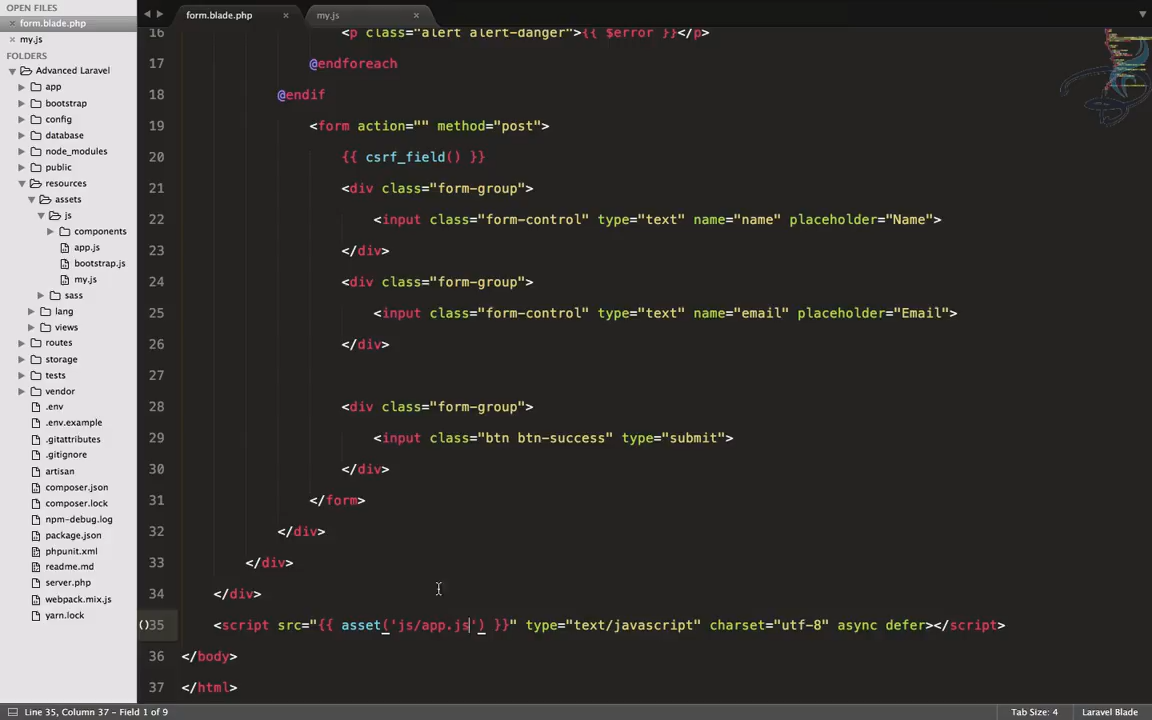 OPEN FILES
form.blade.php
my.js
FOLDERS
Advanced Laravel
app
bootstrap
config
database
node_modules
public
resources
assets
js
components
app.js
bootstrap.js
my.js
sass
lang
views
routes
storage
tests
vendor
.env
.env.example
.gitattributes
.gitignore
artisan
composer.json
composer.lock
npm-debug.log
package.json
phpunit.xml
readme.md
server.php
webpack.mix.js
yarn.lock
form.blade.php
my.js
16 <p class="alert alert-danger">{{ $error }}</p>
17 @endforeach
18 @endif
19 <form action="" method="post">
20 {{ csrf_field() }}
21 <div class="form-group">
22 <input class="form-control" type="text" name="name" placeholder="Name">
23 </div>
24 <div class="form-group">
25 <input class="form-control" type="text" name="email" placeholder="Email">
26 </div>
27
28 <div class="form-group">
29 <input class="btn btn-success" type="submit">
30 </div>
31 </form>
32 </div>
33 </div>
34 </div>
()35 <script src="{{ asset('js/app.js') }}" type="text/javascript" charset="utf-8" async defer></script>
36 </body>
37 </html>
Line 35, Column 37 - Field 1 of 9
Tab Size: 4
Laravel Blade